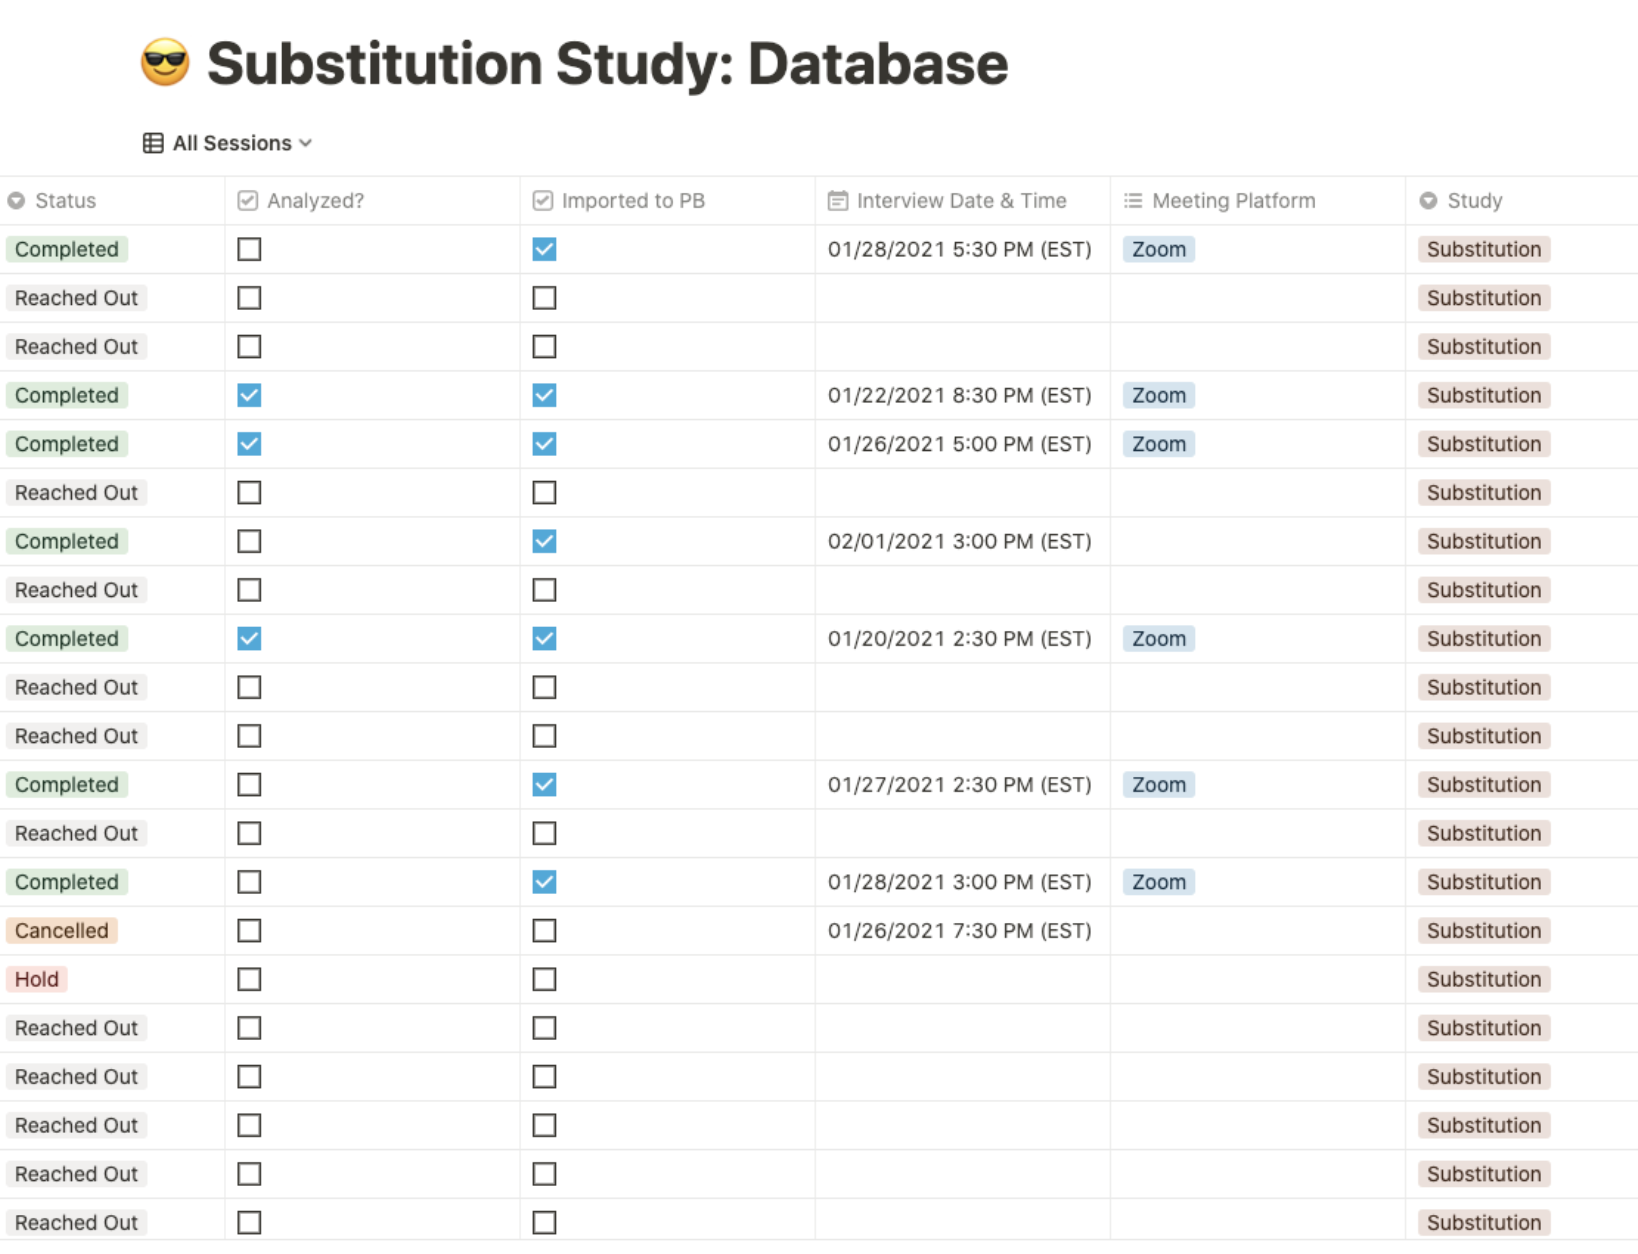 😎 Substitution Study: Database
All Sessions
Status Analyzed? Imported to PB Interview Date & Time Meeting Platform Study
Completed 01/28/2021 5:30 PM (EST) Zoom Substitution
Reached Out Substitution
Reached Out Substitution
Completed 01/22/2021 8:30 PM (EST) Zoom Substitution
Completed 01/26/2021 5:00 PM (EST) Zoom Substitution
Reached Out Substitution
Completed 02/01/2021 3:00 PM (EST) Substitution
Reached Out Substitution
Completed 01/20/2021 2:30 PM (EST) Zoom Substitution
Reached Out Substitution
Reached Out Substitution
Completed 01/27/2021 2:30 PM (EST) Zoom Substitution
Reached Out Substitution
Completed 01/28/2021 3:00 PM (EST) Zoom Substitution
Cancelled 01/26/2021 7:30 PM (EST) Substitution
Hold Substitution
Reached Out Substitution
Reached Out Substitution
Reached Out Substitution
Reached Out Substitution
Reached Out Substitution